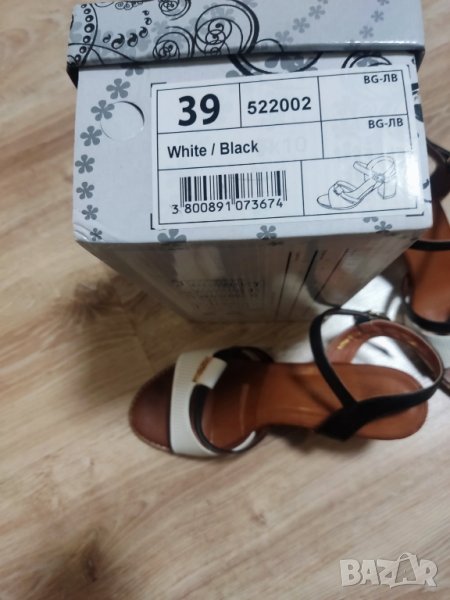 39
522002
BG-ЛВ
White / Black
BG-ЛВ
3 800891 073674
BAZAR